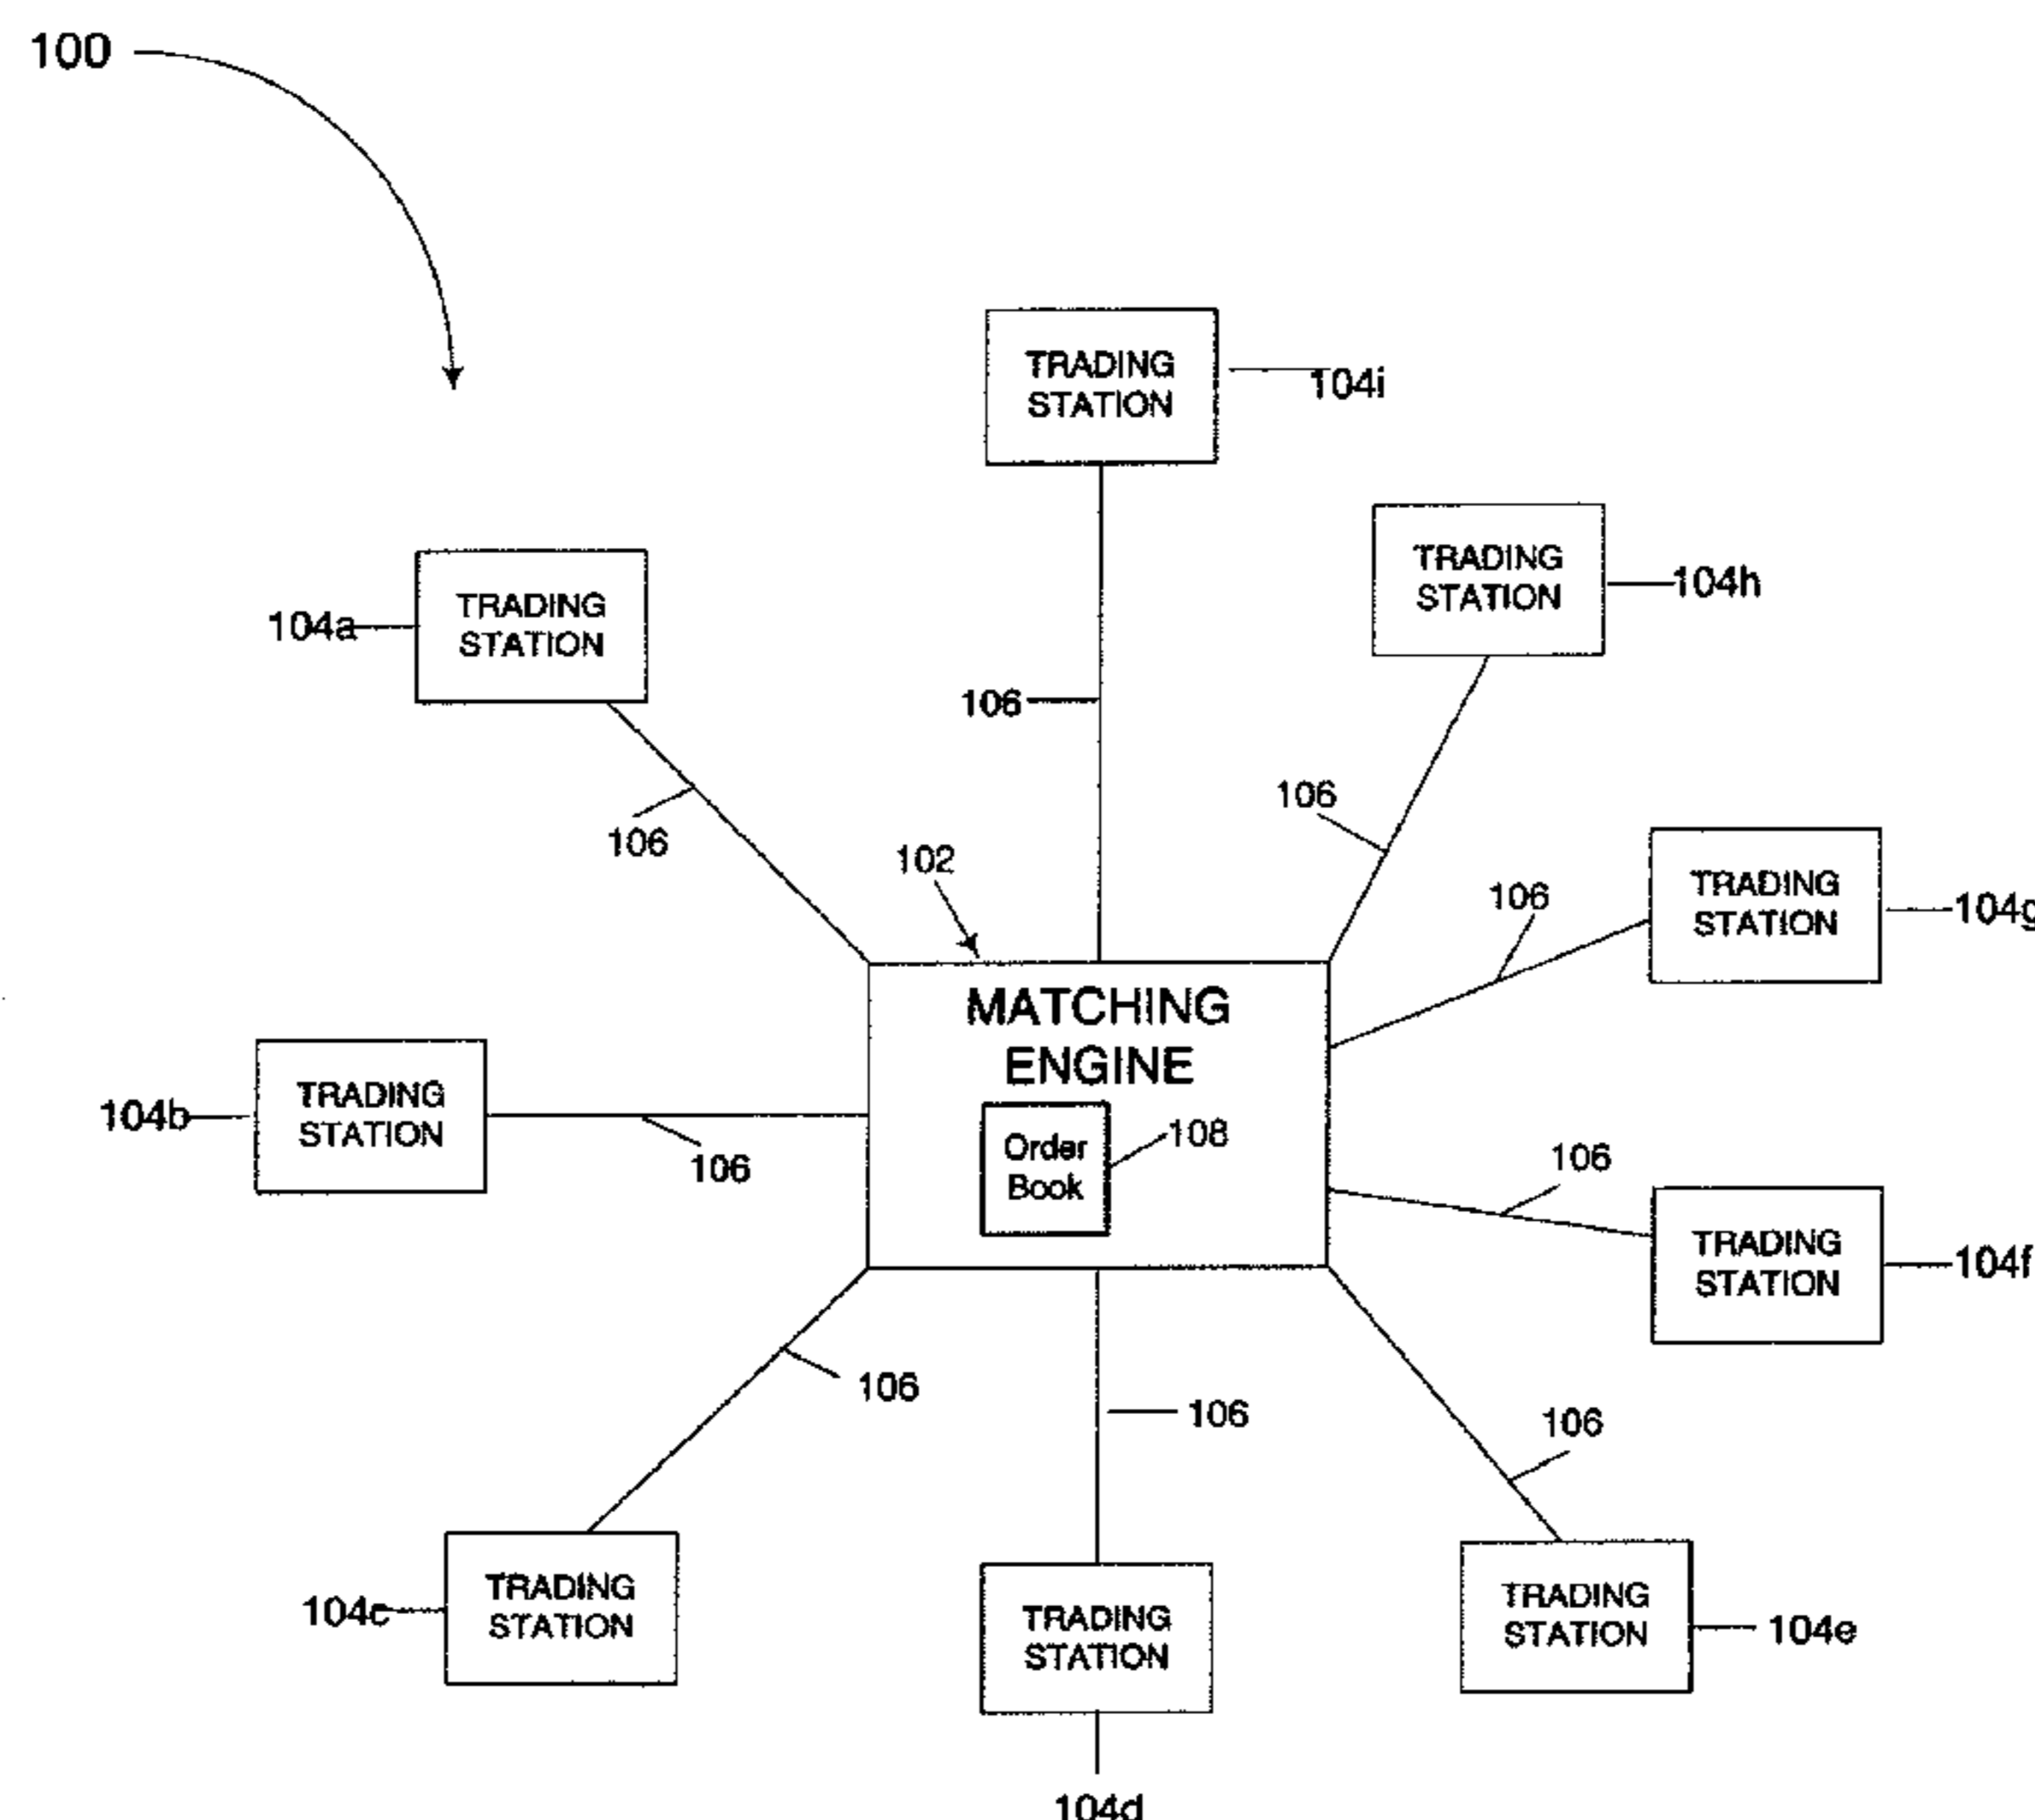 100
TRADING
STATION
104i
TRADING
STATION
104h
104a
TRADING
STATION
106
106
106
102
106
TRADING
STATION
104g
MATCHING
ENGINE
104b
TRADING
STATION
106
Order
Book
108
106
TRADING
STATION
104f
106
106
106
104c
TRADING
STATION
TRADING
STATION
104d
TRADING
STATION
104e